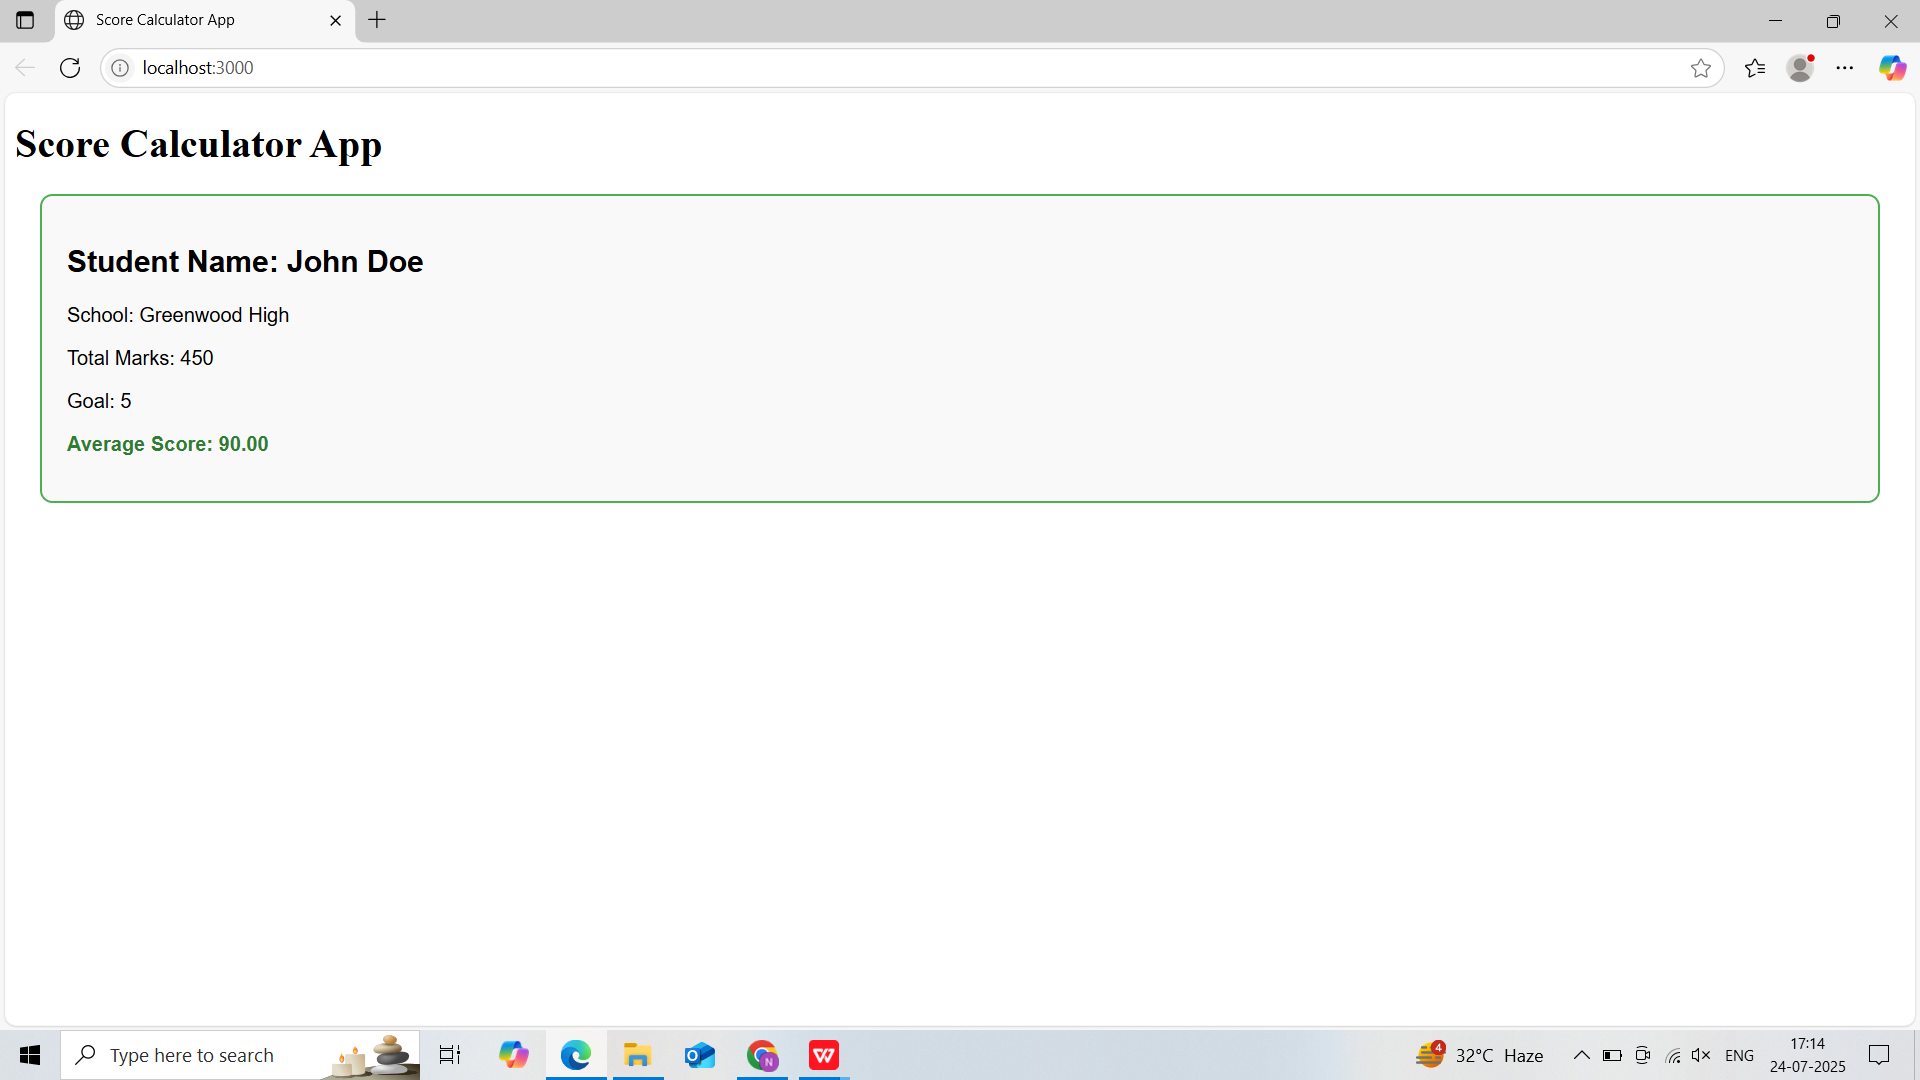 Score Calculator App
localhost:3000
Score Calculator App
Student Name: John Doe
School: Greenwood High
Total Marks: 450
Goal: 5
Average Score: 90.00
Type here to search
N
W
4
32°C Haze
ENG
17:14
24-07-2025